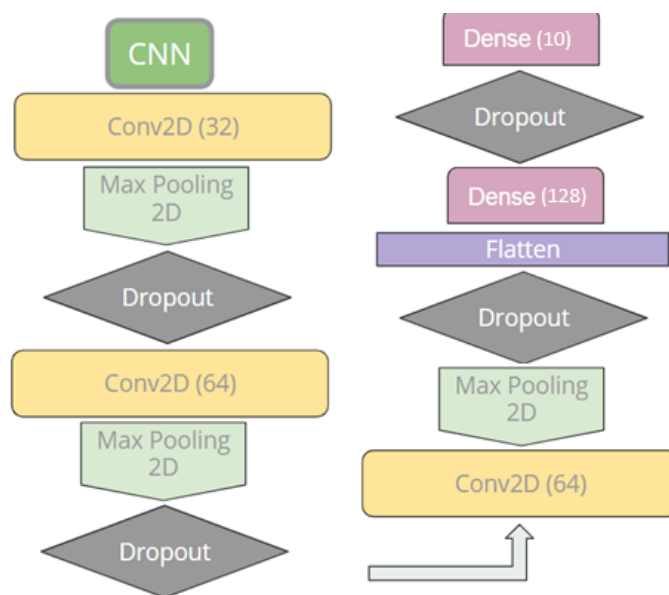 CNN
Conv2D (32)
Max Pooling
2D
Dropout
Conv2D (64)
Max Pooling
2D
Dropout
Dense (10)
Dropout
Dense (128)
Flatten
Dropout
Max Pooling
2D
Conv2D (64)